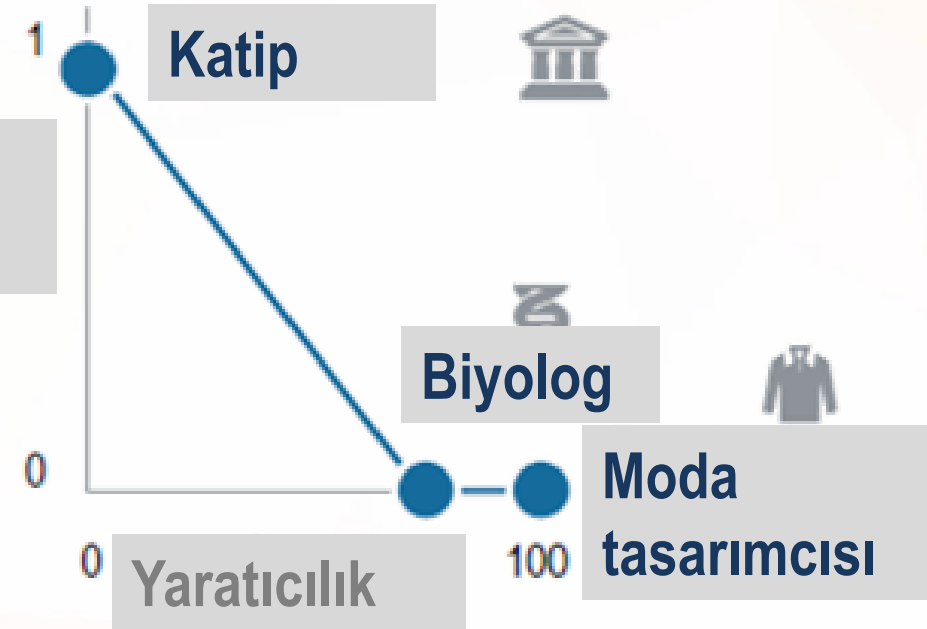 1
Katip
Biyolog
0
Moda
tasarımcısı
0
Yaratıcılık
100